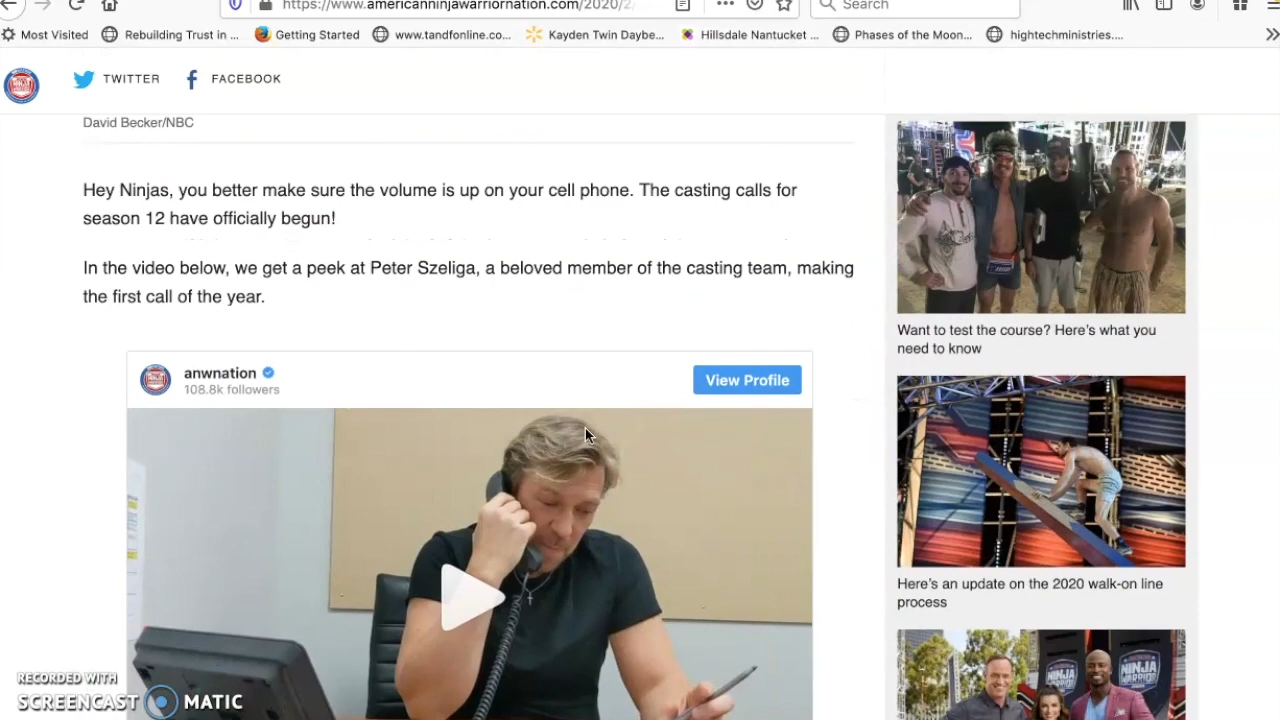 https://www.americanninjawarriornation.com/2020/2/
Search
Most Visited
Rebuilding Trust in ...
Getting Started
www.tandfonline.co...
Kayden Twin Daybe...
Hillsdale Nantucket ...
Phases of the Moon...
hightechministries....
TWITTER
FACEBOOK
David Becker/NBC
Hey Ninjas, you better make sure the volume is up on your cell phone. The casting calls for
season 12 have officially begun!
In the video below, we get a peek at Peter Szeliga, a beloved member of the casting team, making
the first call of the year.
anwnation
108.8k followers
View Profile
Want to test the course? Here's what you
need to know
Here's an update on the 2020 walk-on line
process
NINJA
WARRIOR
RECORDED WITH
SCREENCAST MATIC